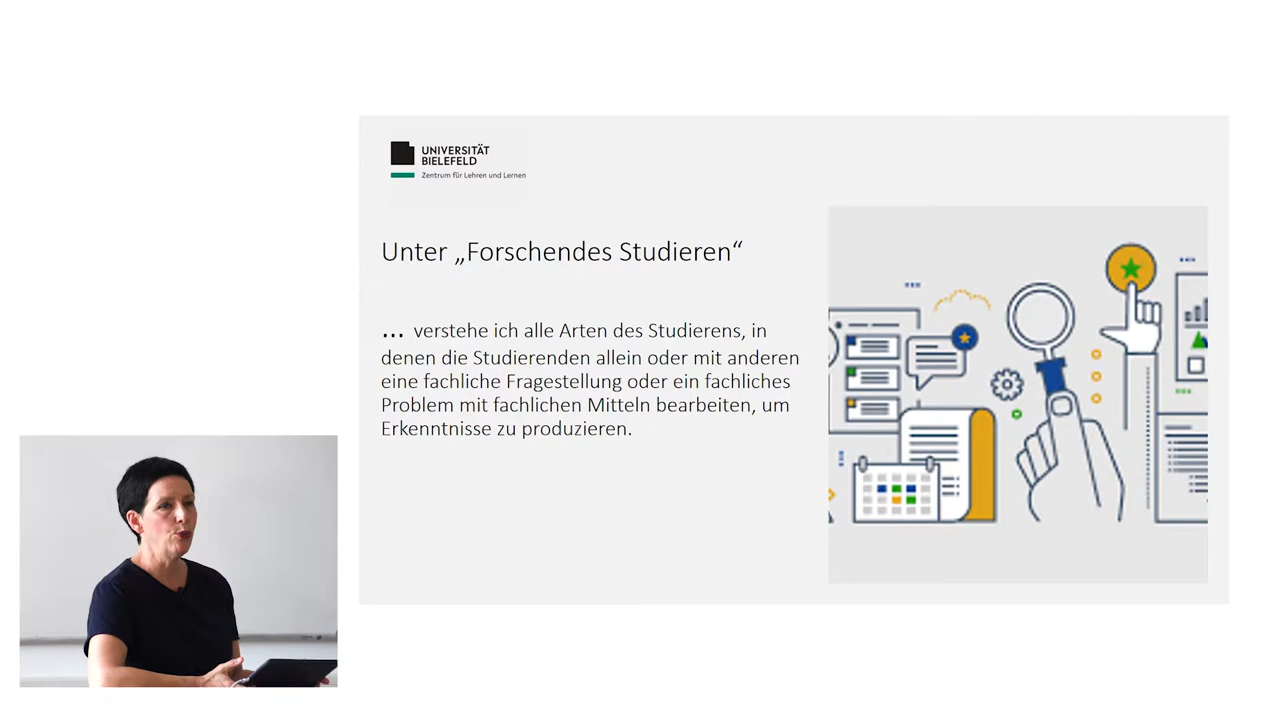 UNIVERSITÄT
BIELEFELD
Zentrum für Lehren und Lernen
Unter „Forschendes Studieren“
... verstehe ich alle Arten des Studierens, in
denen die Studierenden allein oder mit anderen
eine fachliche Fragestellung oder ein fachliches
Problem mit fachlichen Mitteln bearbeiten, um
Erkenntnisse zu produzieren.